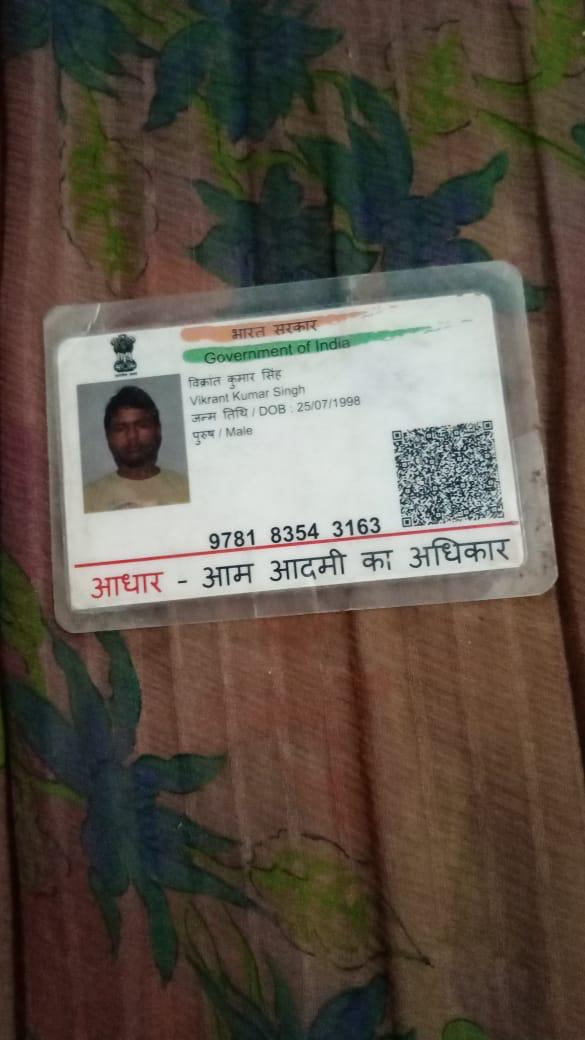 भारत सरकार
Government of India
विक्रांत कुमार सिंह
Vikrant Kumar Singh
जन्म तिथि / DOB : 25/07/1998
पुरुष / Male
9781 8354 3163
आधार - आम आदमी का अधिकार